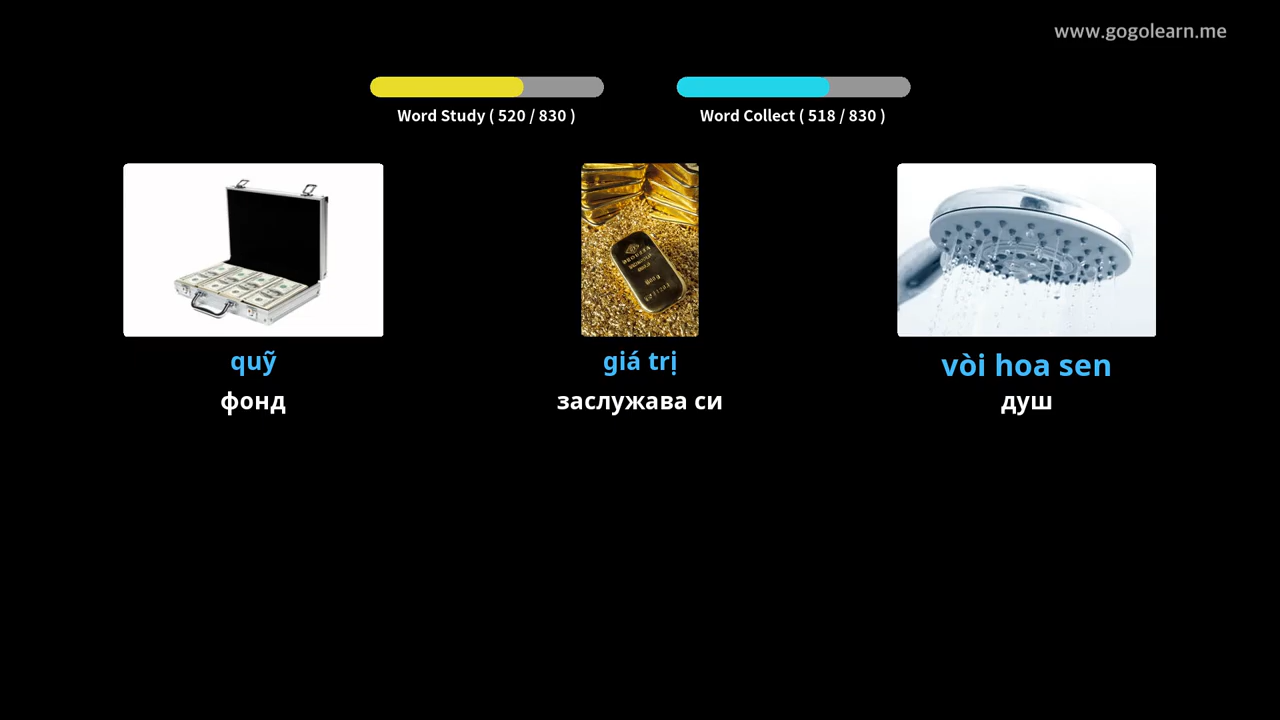 www.gogolearn.me
Word Study ( 520 / 830 )
Word Collect ( 518 / 830 )
quỹ
giá trị
vòi hoa sen
фонд
заслужава си
душ